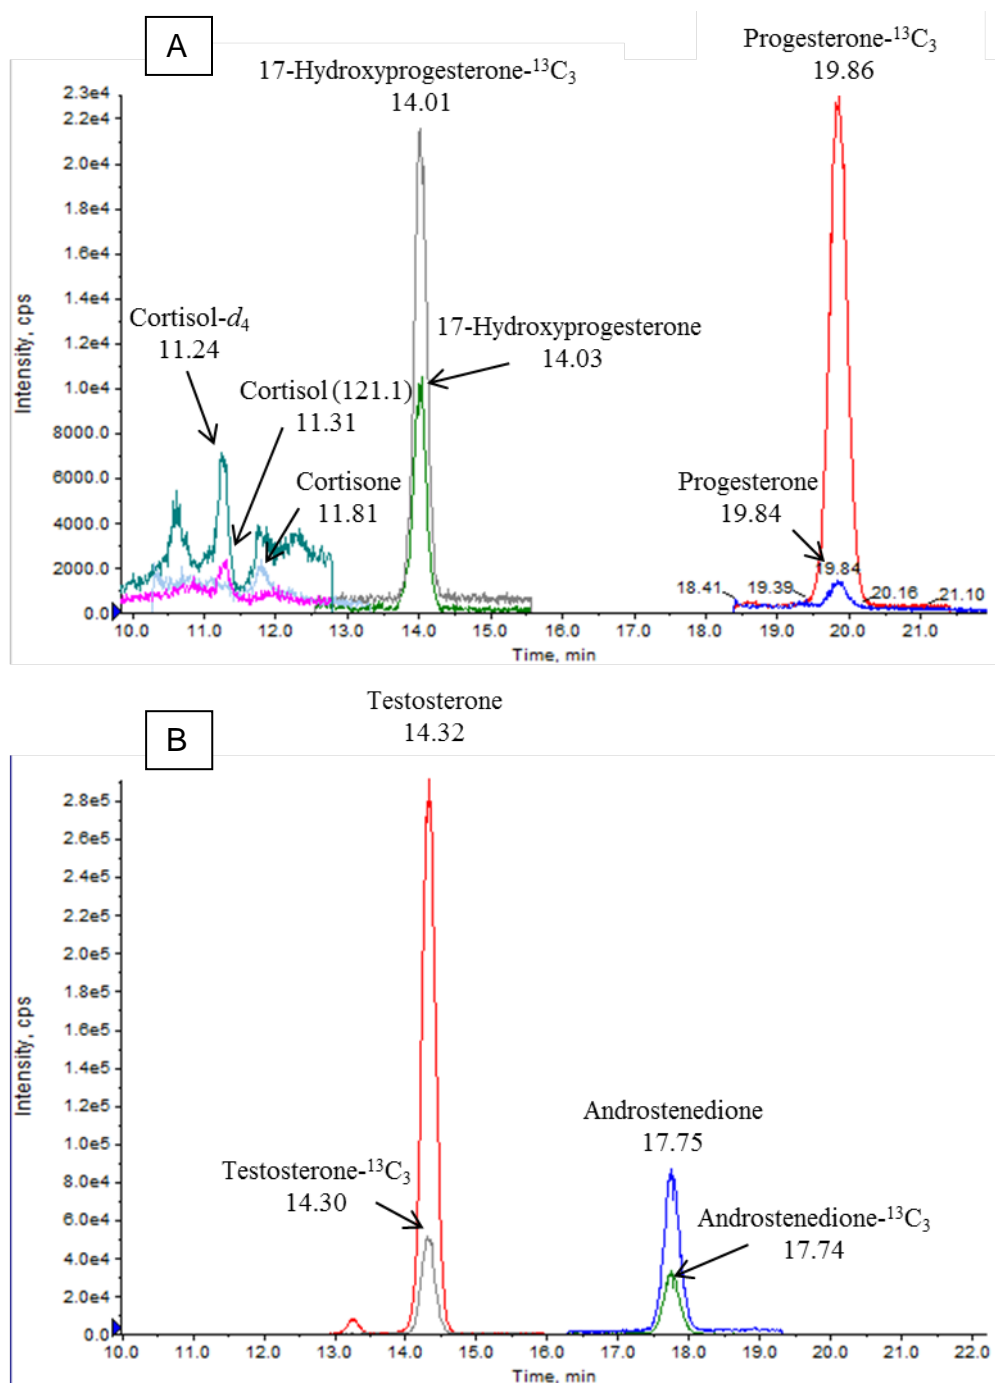 A
17-Hydroxyprogesterone-¹³C₃
14.01
Progesterone-¹³C₃
19.86
2.3e4
2.2e4
2.0e4
1.8e4
1.6e4
1.4e4
1.2e4
1.0e4
8000.0
6000.0
4000.0
2000.0
0.0
Intensity, cps
Cortisol-d₄
11.24
Cortisol (121.1)
11.31
Cortisone
11.81
17-Hydroxyprogesterone
14.03
Progesterone
19.84
18.41 19.39 19.84 20.16 21.10
10.0 11.0 12.0 13.0 14.0 15.0 16.0 17.0 18.0 19.0 20.0 21.0
Time, min
B
Testosterone
14.32
2.8e5
2.6e5
2.4e5
2.2e5
2.0e5
1.8e5
1.6e5
1.4e5
1.2e5
1.0e5
8.0e4
6.0e4
4.0e4
2.0e4
0.0
Intensity, cps
Testosterone-¹³C₃
14.30
Androstenedione
17.75
Androstenedione-¹³C₃
17.74
10.0 11.0 12.0 13.0 14.0 15.0 16.0 17.0 18.0 19.0 20.0 21.0 22.0
Time, min